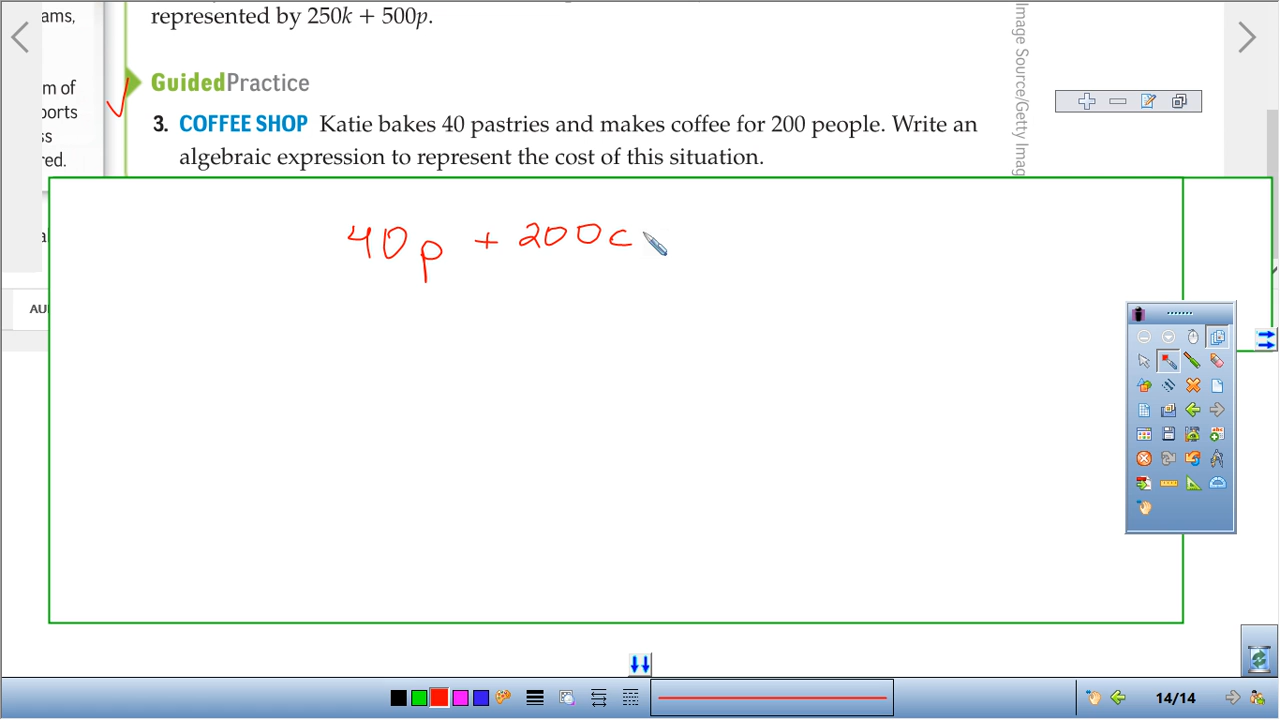 ams,
represented by 250k + 500p.
m of
ports
ss
red.
GuidedPractice
3. COFFEE SHOP Katie bakes 40 pastries and makes coffee for 200 people. Write an
algebraic expression to represent the cost of this situation.
Image Source/Getty Imag
40p + 200c
AU
14/14